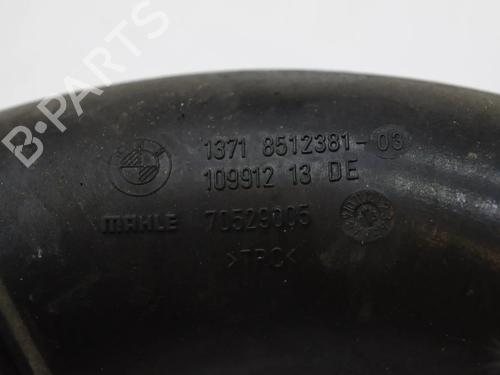 B-PARTS
1371 8512381-03
109912 13 DE
MAHLE 70529005
>TPC<